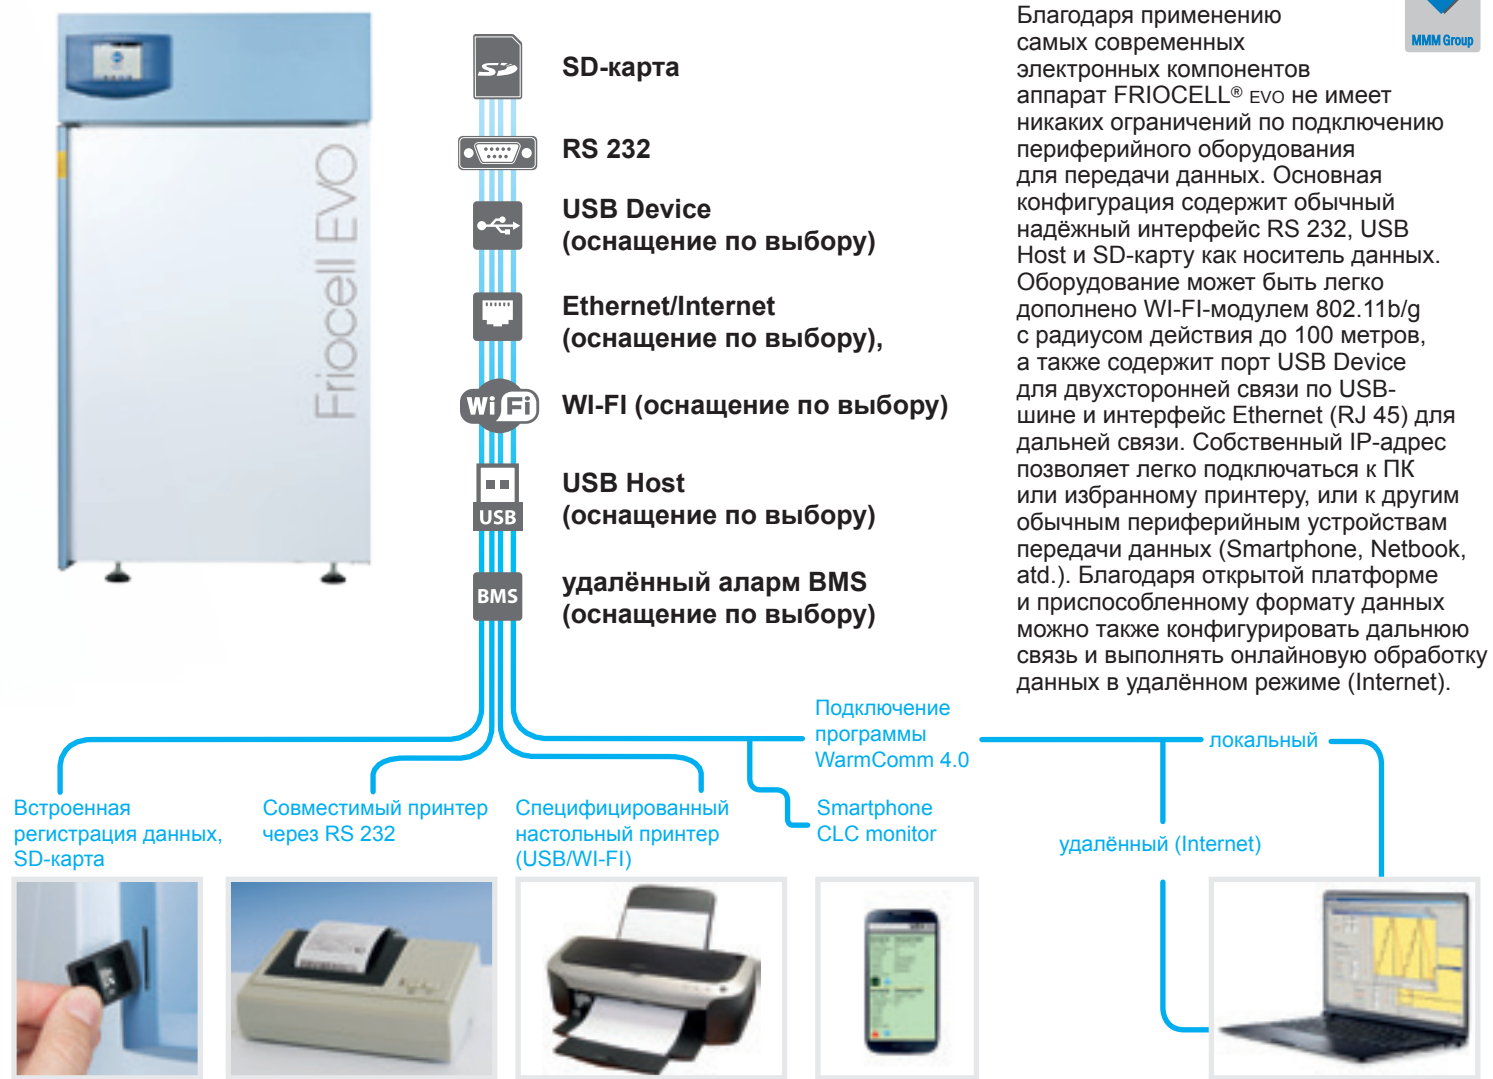 Friocell EVO
SD-карта
RS 232
USB Device
(оснащение по выбору)
Ethernet/Internet
(оснащение по выбору),
Wi Fi
WI-FI (оснащение по выбору)
USB Host
(оснащение по выбору)
USB
BMS
удалённый аларм BMS
(оснащение по выбору)
MMM Group
Благодаря применению
самых современных
электронных компонентов
аппарат FRIOCELL® EVO не имеет
никаких ограничений по подключению
периферийного оборудования
для передачи данных. Основная
конфигурация содержит обычный
надёжный интерфейс RS 232, USB
Host и SD-карту как носитель данных.
Оборудование может быть легко
дополнено WI-FI-модулем 802.11b/g
с радиусом действия до 100 метров,
а также содержит порт USB Device
для двухсторонней связи по USB-
шине и интерфейс Ethernet (RJ 45) для
дальней связи. Собственный IP-адрес
позволяет легко подключаться к ПК
или избранному принтеру, или к другим
обычным периферийным устройствам
передачи данных (Smartphone, Netbook,
atd.). Благодаря открытой платформе
и приспособленному формату данных
можно также конфигурировать дальнюю
связь и выполнять онлайновую обработку
данных в удалённом режиме (Internet).
Подключение
программы
WarmComm 4.0
локальный
удалённый (Internet)
Встроенная
регистрация данных,
SD-карта
Совместимый принтер
через RS 232
Специфицированный
настольный принтер
(USB/WI-FI)
Smartphone
CLC monitor